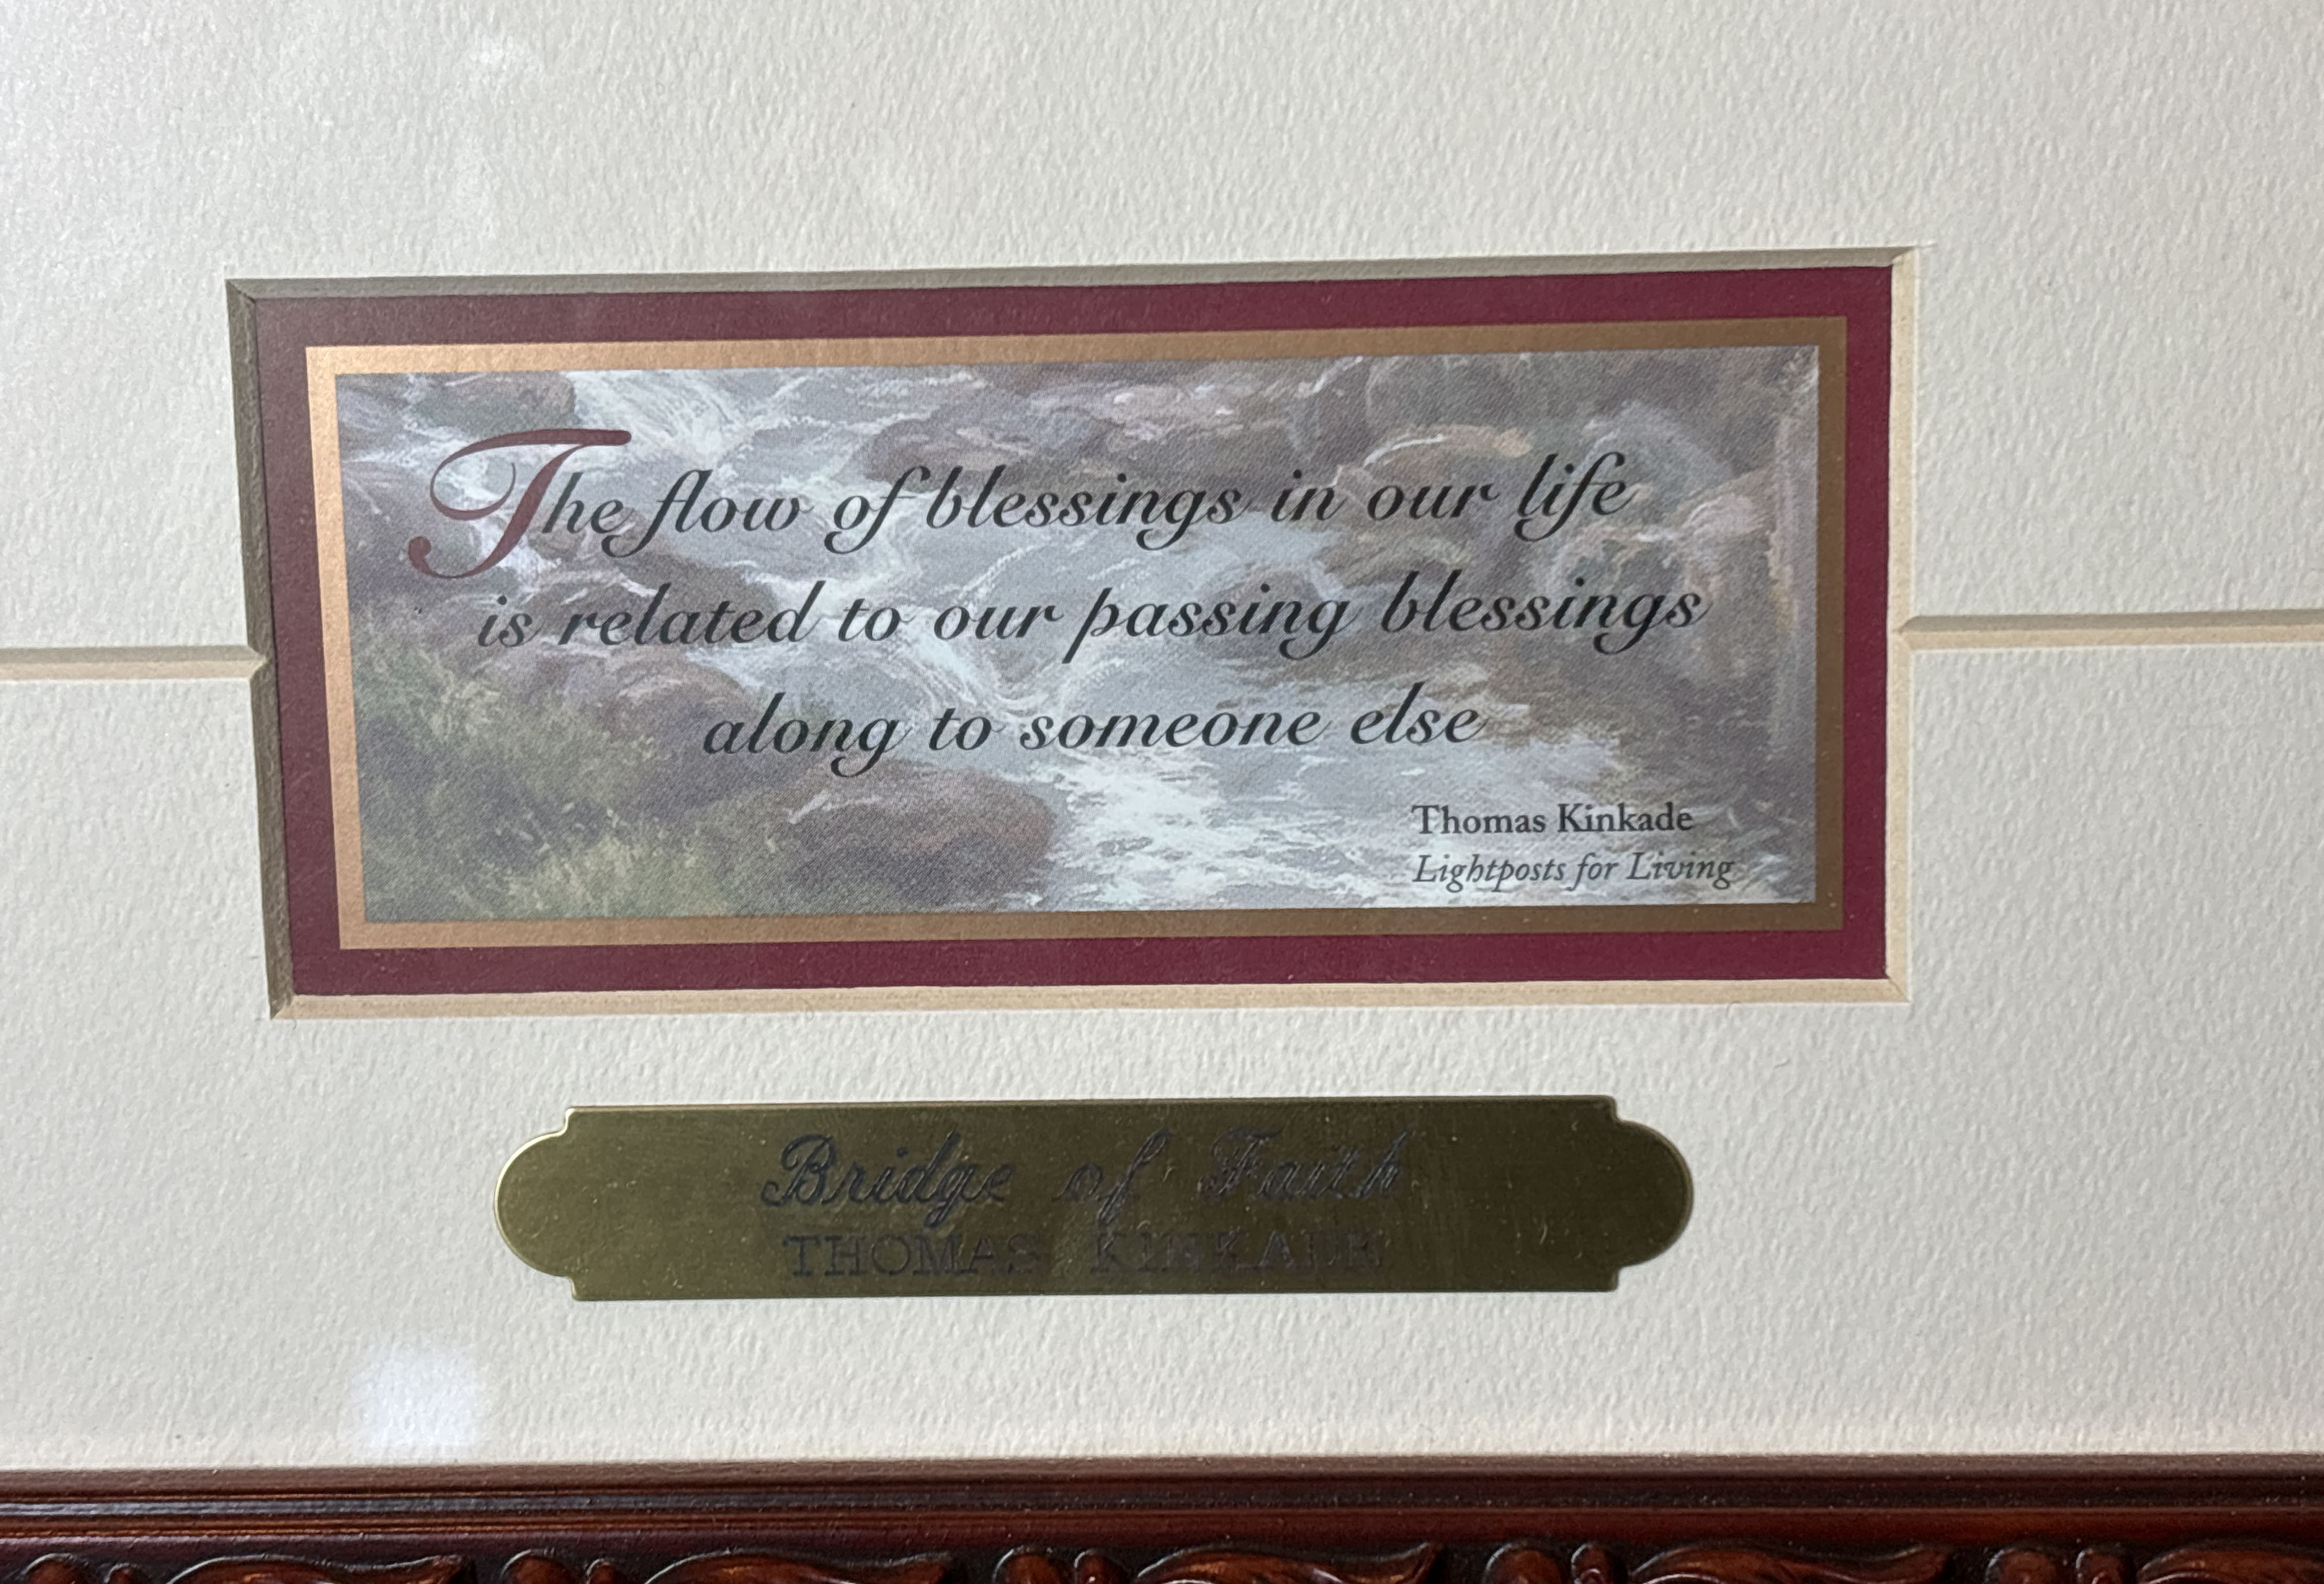 The flow of blessings in our life
is related to our passing blessings
along to someone else
Thomas Kinkade
Lightposts for Living
Bridge of Faith
THOMAS KINKADE